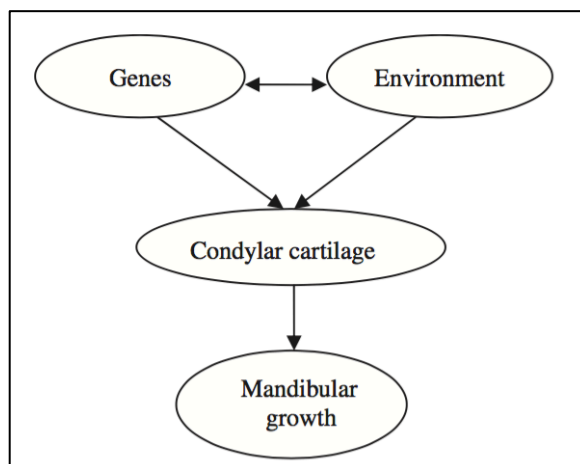 Genes
Environment
Condylar cartilage
Mandibular
growth